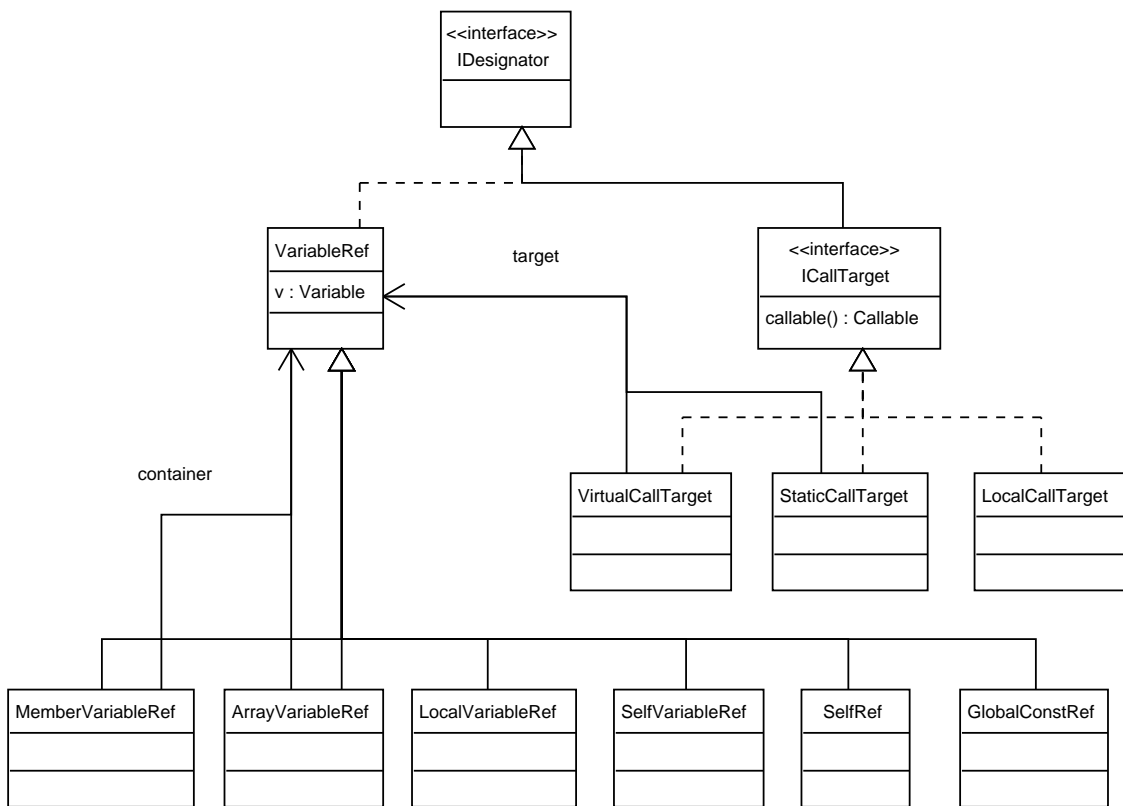 <<interface>>
IDesignator
VariableRef
v : Variable
target
<<interface>>
ICallTarget
callable() : Callable
container
VirtualCallTarget
StaticCallTarget
LocalCallTarget
MemberVariableRef
ArrayVariableRef
LocalVariableRef
SelfVariableRef
SelfRef
GlobalConstRef